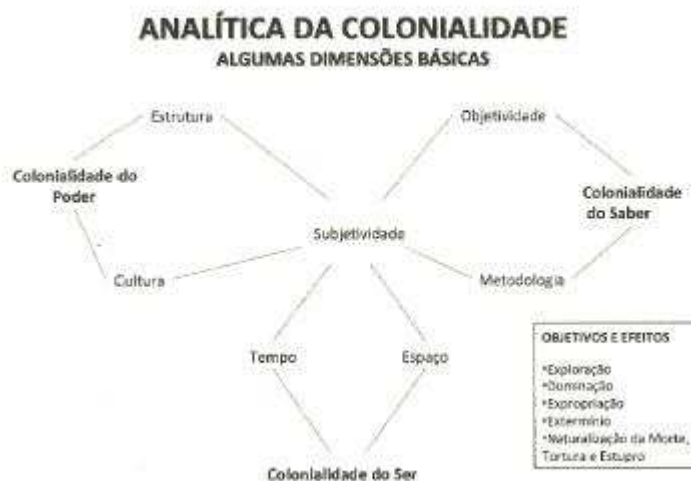 ANALÍTICA DA COLONIALIDADE
ALGUMAS DIMENSÕES BÁSICAS
Estrutura
Objetividade
Colonialidade do
Poder
Colonialidade
do Saber
Subjetividade
Cultura
Metodologia
Tempo
Espaço
Colonialidade do Ser
OBJETIVOS E EFEITOS
•Exploração
•Dominação
•Expropriação
•Extermínio
•Naturalização da Morte,
Tortura e Estupro